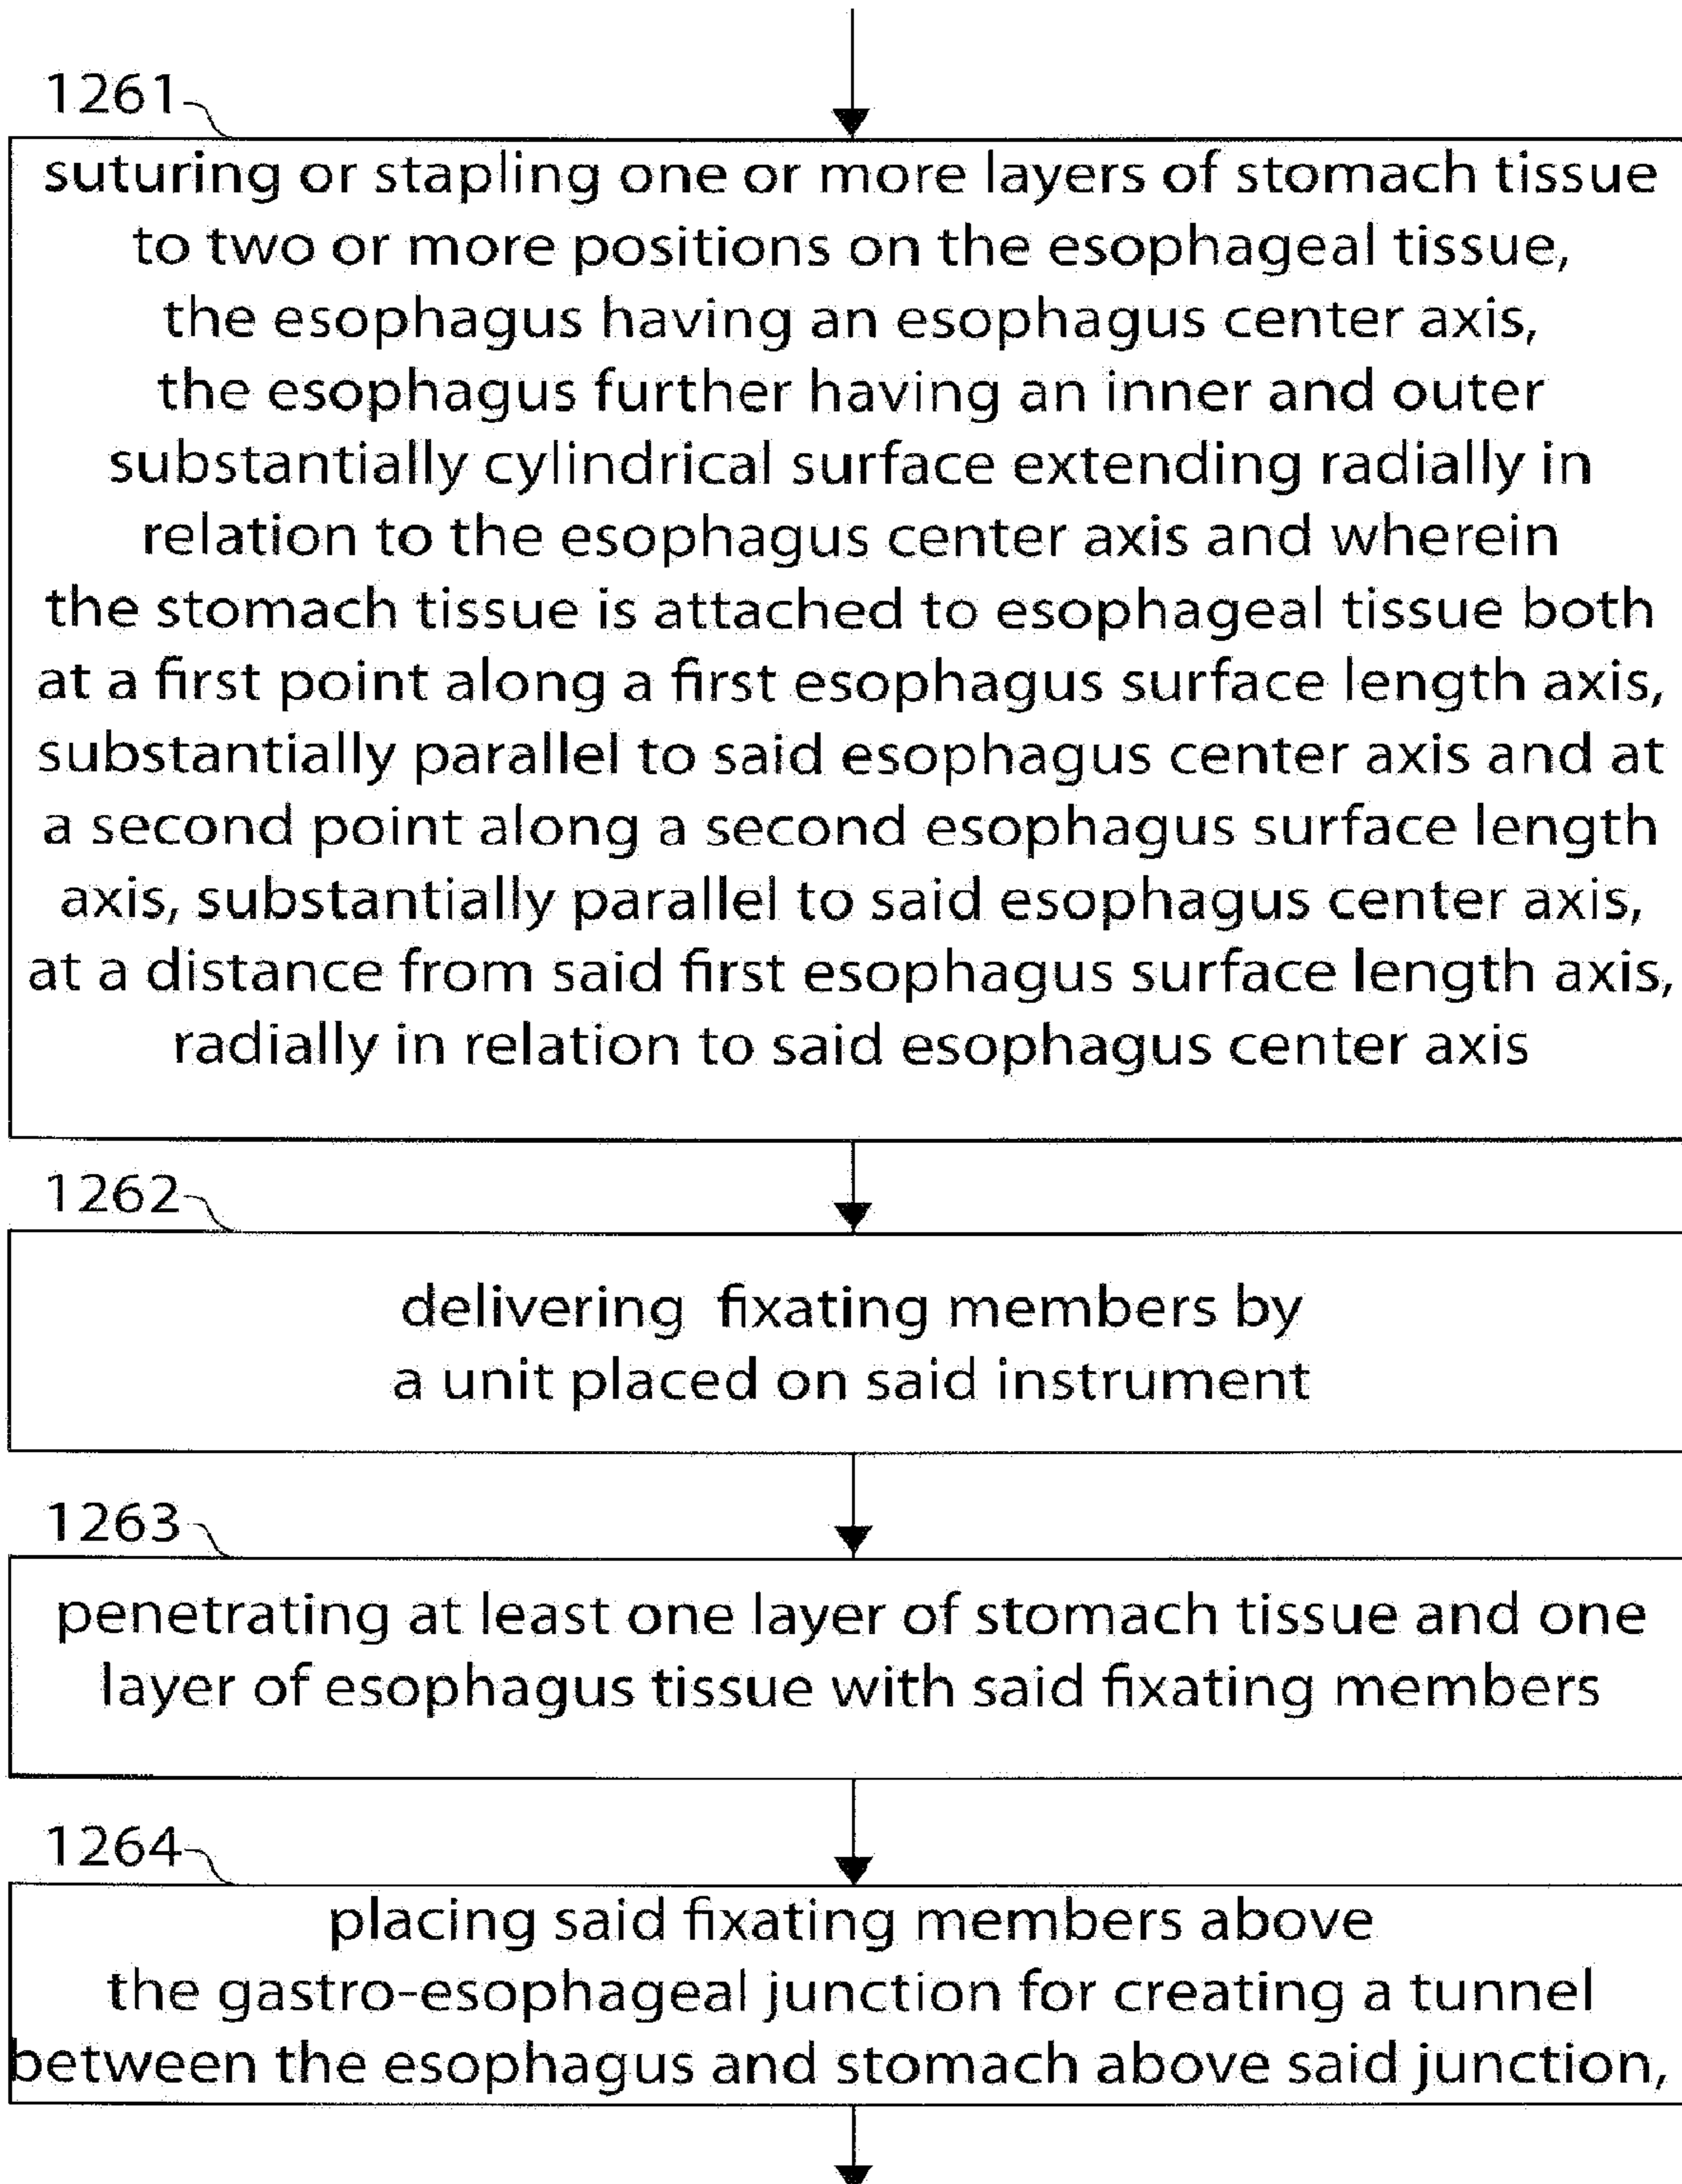 1261
suturing or stapling one or more layers of stomach tissue
to two or more positions on the esophageal tissue,
the esophagus having an esophagus center axis,
the esophagus further having an inner and outer
substantially cylindrical surface extending radially in
relation to the esophagus center axis and wherein
the stomach tissue is attached to esophageal tissue both
at a first point along a first esophagus surface length axis,
substantially parallel to said esophagus center axis and at
a second point along a second esophagus surface length
axis, substantially parallel to said esophagus center axis,
at a distance from said first esophagus surface length axis,
radially in relation to said esophagus center axis
1262
delivering fixating members by
a unit placed on said instrument
1263
penetrating at least one layer of stomach tissue and one
layer of esophagus tissue with said fixating members
1264
placing said fixating members above
the gastro-esophageal junction for creating a tunnel
between the esophagus and stomach above said junction,